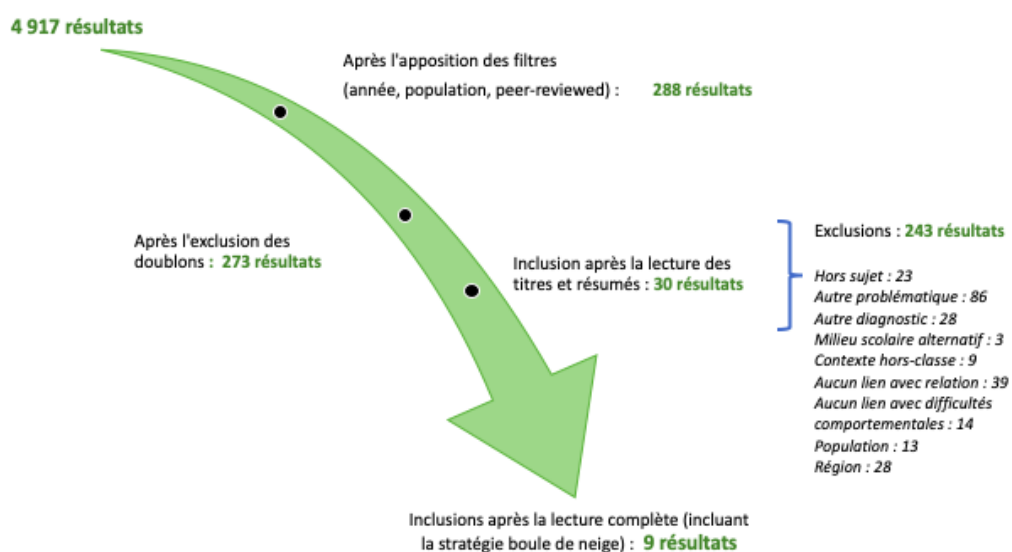 4 917 résultats
Après l'apposition des filtres
(année, population, peer-reviewed) : 288 résultats
Après l'exclusion des
doublons : 273 résultats
Inclusion après la lecture des
titres et résumés : 30 résultats
Exclusions : 243 résultats
Hors sujet : 23
Autre problématique : 86
Autre diagnostic : 28
Milieu scolaire alternatif : 3
Contexte hors-classe : 9
Aucun lien avec relation : 39
Aucun lien avec difficultés
comportementales : 14
Population : 13
Région : 28
Inclusions après la lecture complète (incluant
la stratégie boule de neige) : 9 résultats